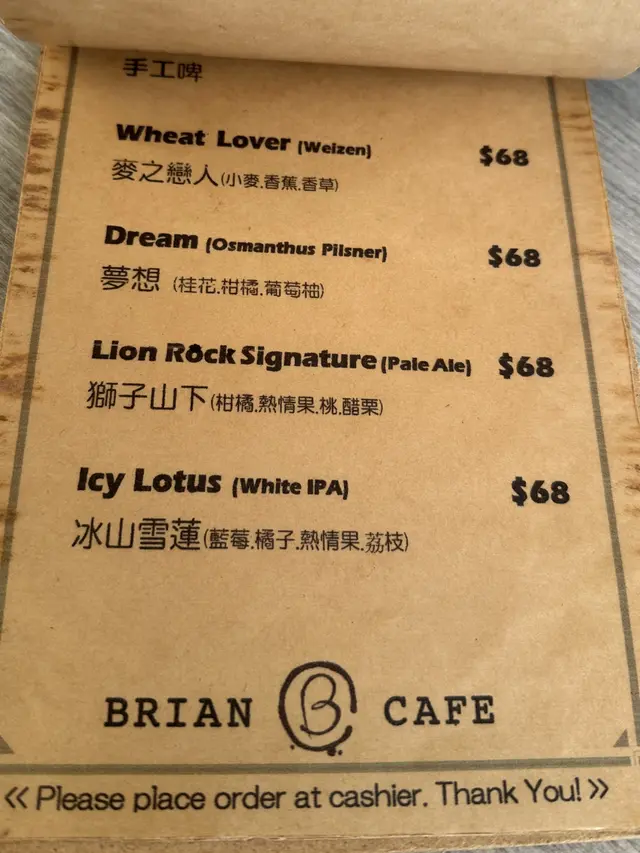 手工啤
Wheat Lover (Weizen) $68
麥之戀人(小麥.香蕉.香草)
Dream (Osmanthus Pilsner) $68
夢想 (桂花.柑橘.葡萄柚)
Lion Rock Signature (Pale Ale) $68
獅子山下(柑橘.熱情果.桃.醋栗)
Icy Lotus (White IPA) $68
冰山雪蓮(藍莓.橘子.熱情果.荔枝)
BRIAN B CAFE
<< Please place order at cashier. Thank You! >>